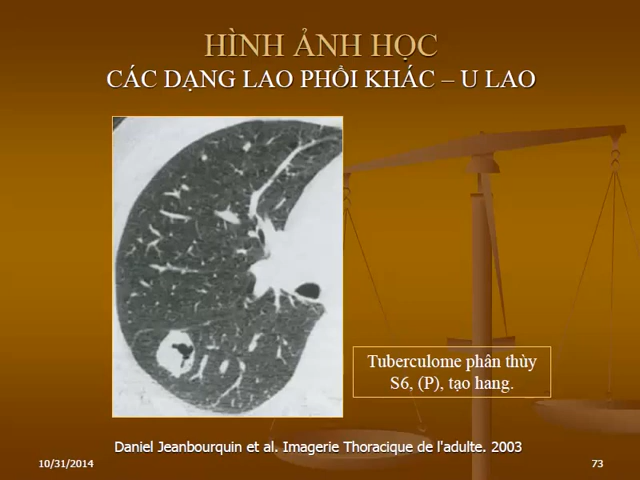 HÌNH ẢNH HỌC
CÁC DẠNG LAO PHỔI KHÁC – U LAO
Tuberculome phân thùy
S6, (P), tạo hang.
Daniel Jeanbourquin et al. Imagerie Thoracique de l'adulte. 2003
10/31/2014
73